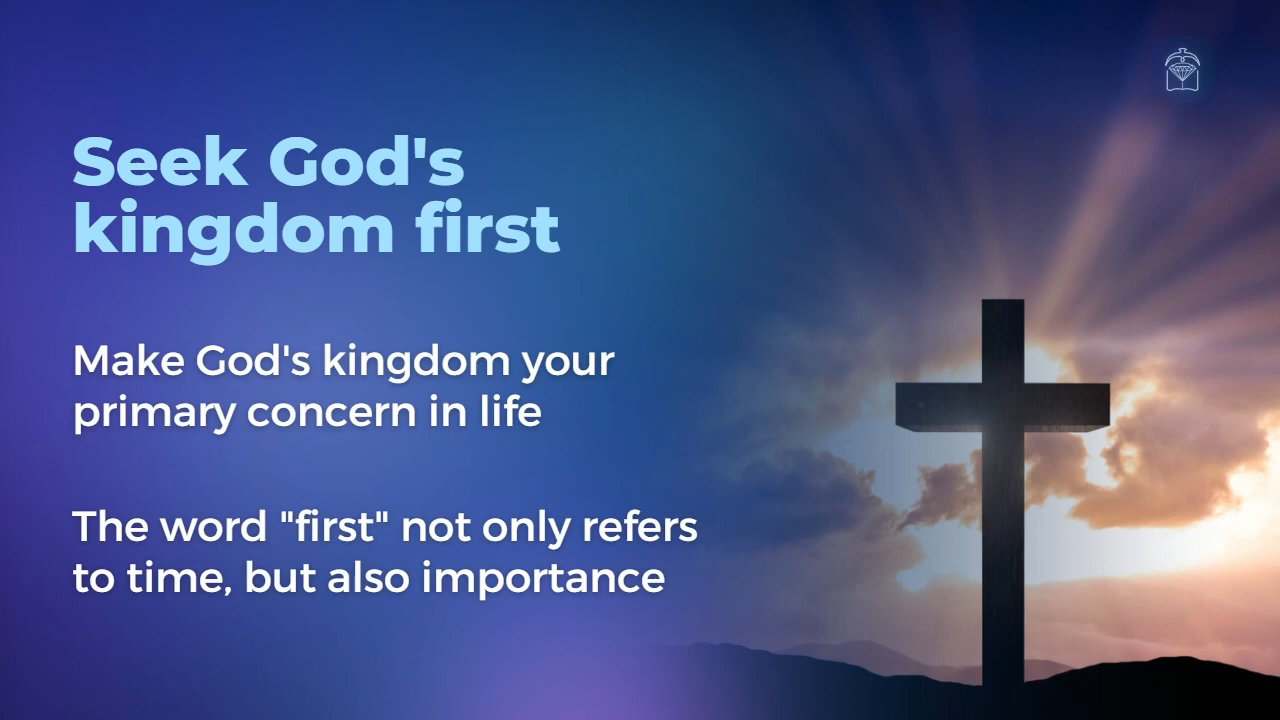 Seek God's
kingdom first
Make God's kingdom your
primary concern in life
The word "first" not only refers
to time, but also importance